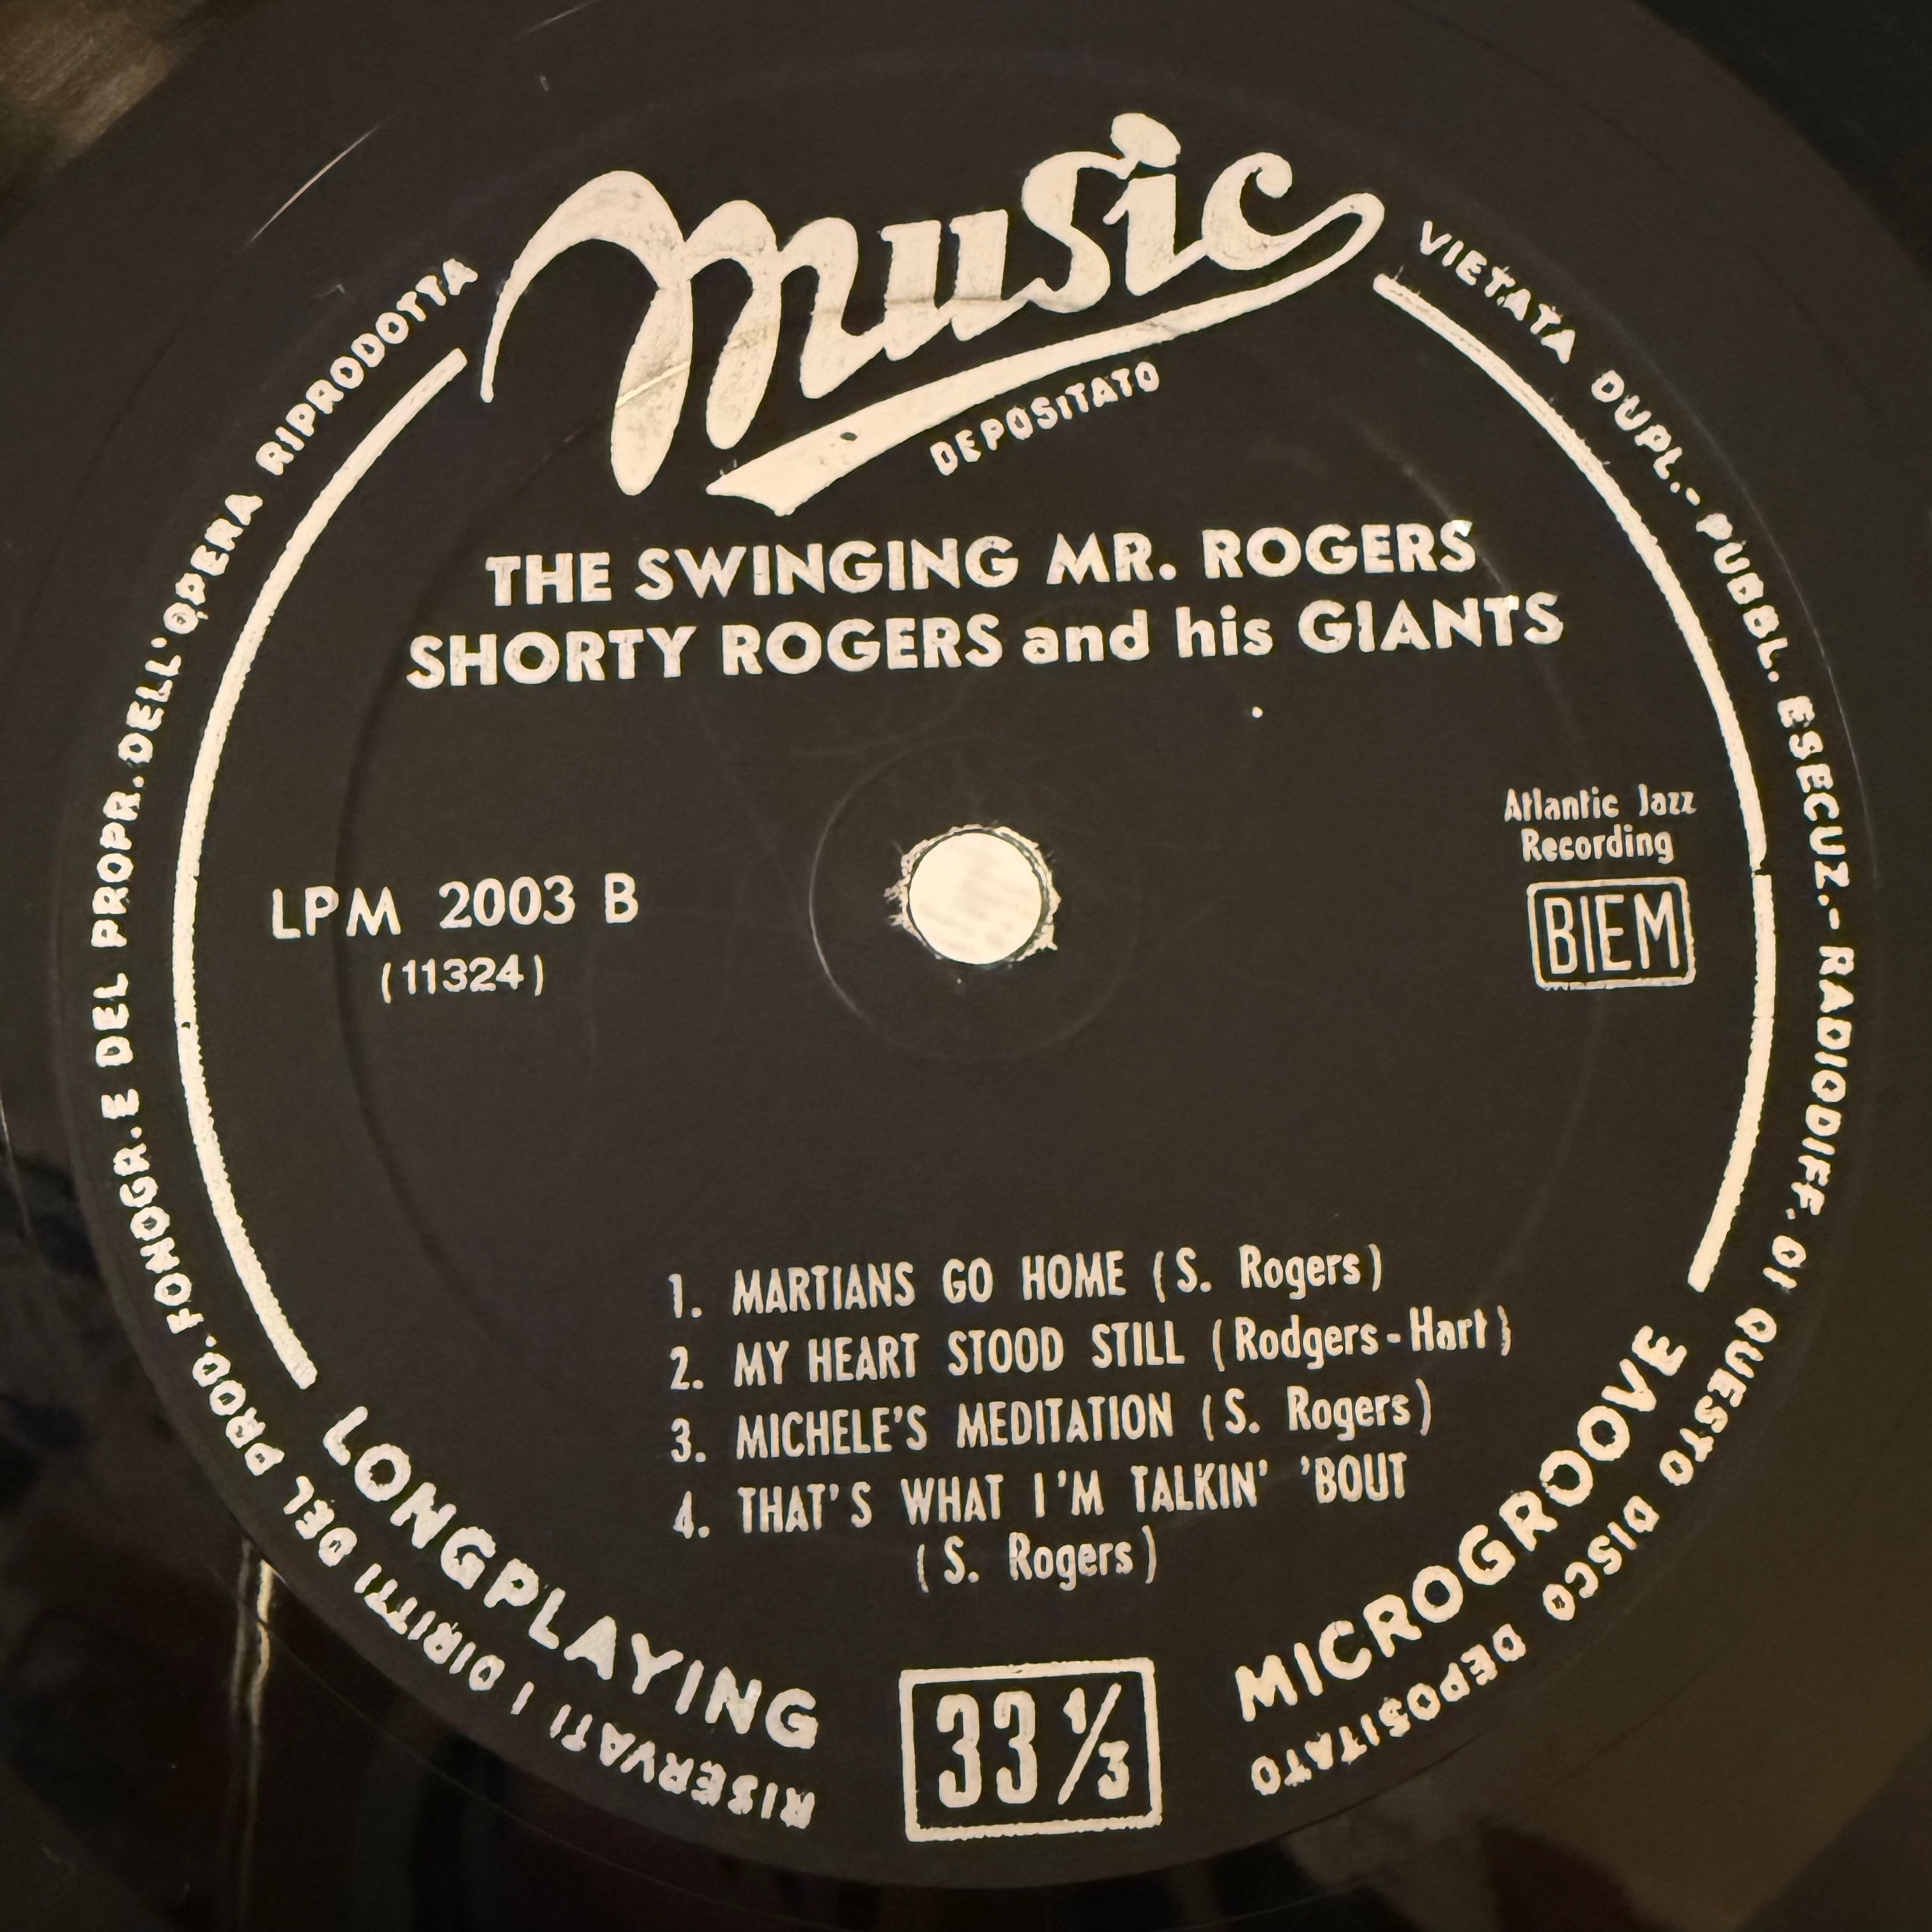 Music
DEPOSITATO
THE SWINGING MR. ROGERS
SHORTY ROGERS and his GIANTS
Atlantic Jazz
Recording
BIEM
LPM 2003 B
(11324)
1. MARTIANS GO HOME (S. Rogers)
2. MY HEART STOOD STILL (Rodgers-Hart)
3. MICHELE'S MEDITATION (S. Rogers)
4. THAT'S WHAT I'M TALKIN' 'BOUT
(S. Rogers)
LONGPLAYING
33 1/3
MICROGROOVE
RISERVATI I DIRITTI DEL PROD. FONOGR. E DEL PROPR. DELL'OPERA RIPRODOTTA
VIETATA DUPL.- PUBBL. ESECUZ.- RADIODIFF. DI QUESTO DISCO DEPOSITATO